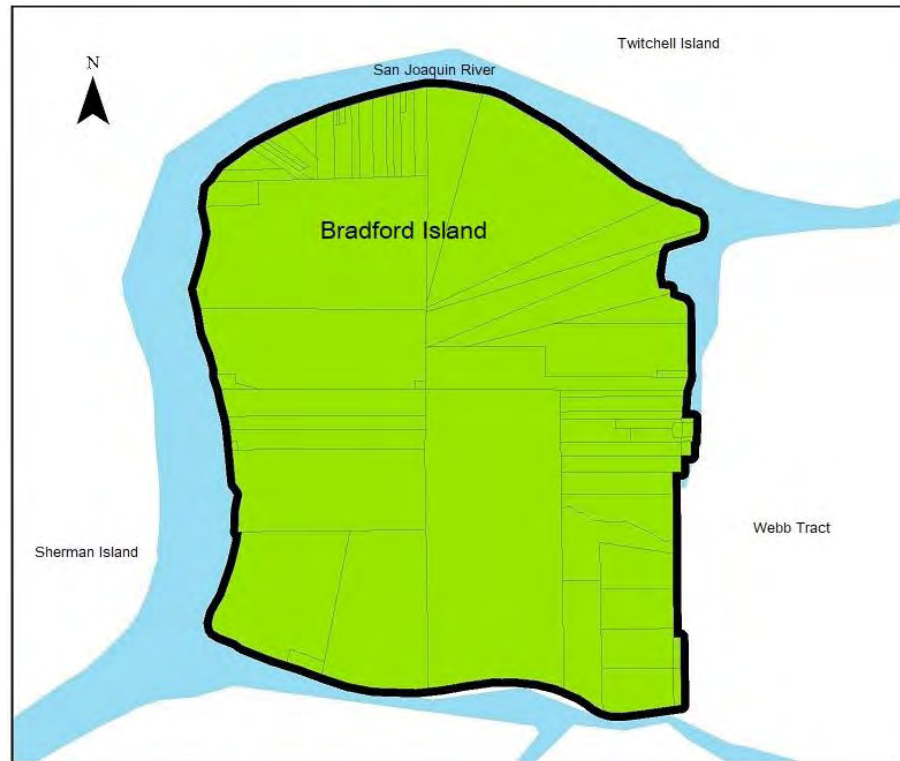 Twitchell Island
N
San Joaquin River
Bradford Island
Webb Tract
Sherman Island